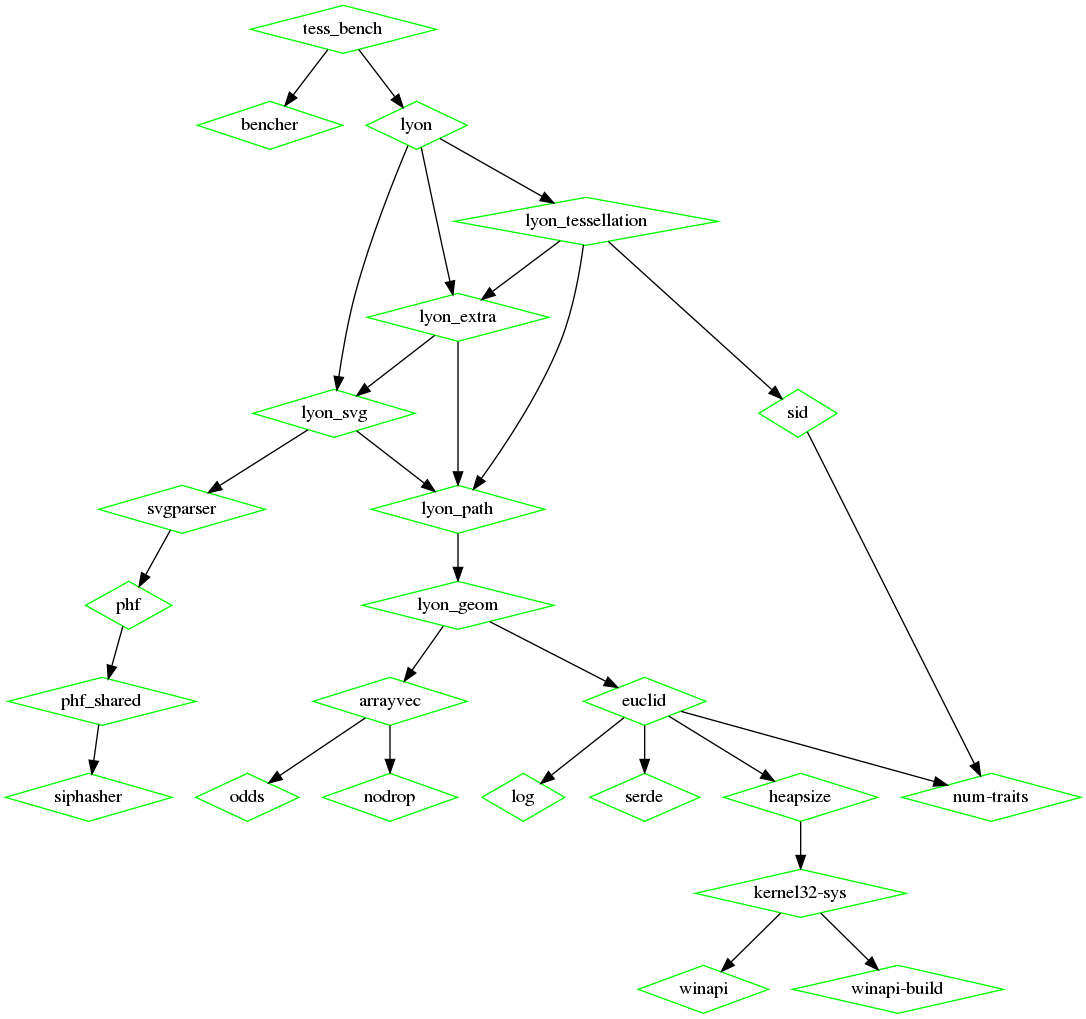 tess_bench
bencher
lyon
lyon_tessellation
lyon_extra
lyon_svg
sid
svgparser
lyon_path
phf
lyon_geom
phf_shared
arrayvec
euclid
siphasher
odds
nodrop
log
serde
heapsize
num-traits
kernel32-sys
winapi
winapi-build